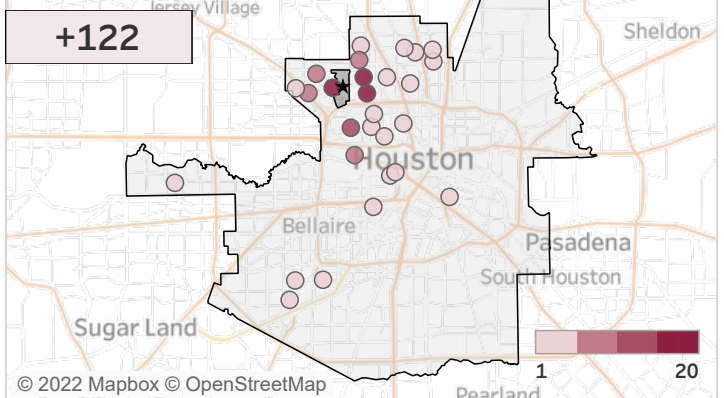 Jersey Village
+122
Sheldon
Houston
Bellaire
Pasadena
South Houston
Sugar Land
1
20
© 2022 Mapbox © OpenStreetMap
Pearland